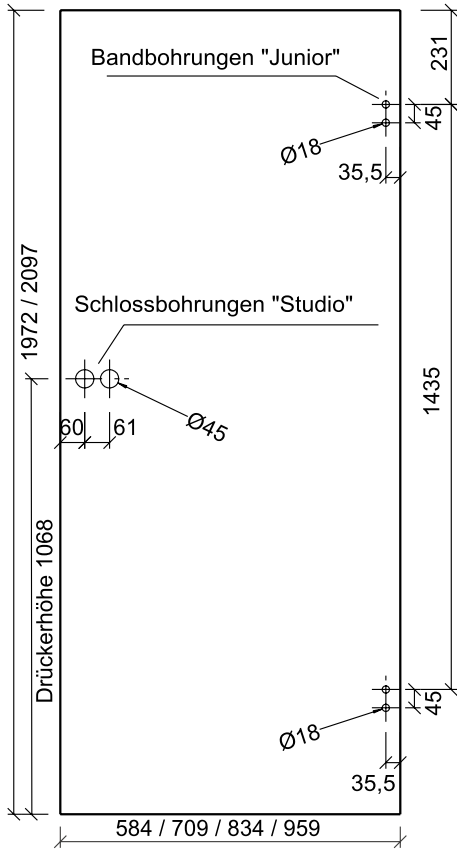 231
Bandbohrungen "Junior"
45
Ø18
35,5
1972 / 2097
Schlossbohrungen "Studio"
1435
60
61
Ø45
Drückerhöhe 1068
45
Ø18
35,5
584 / 709 / 834 / 959